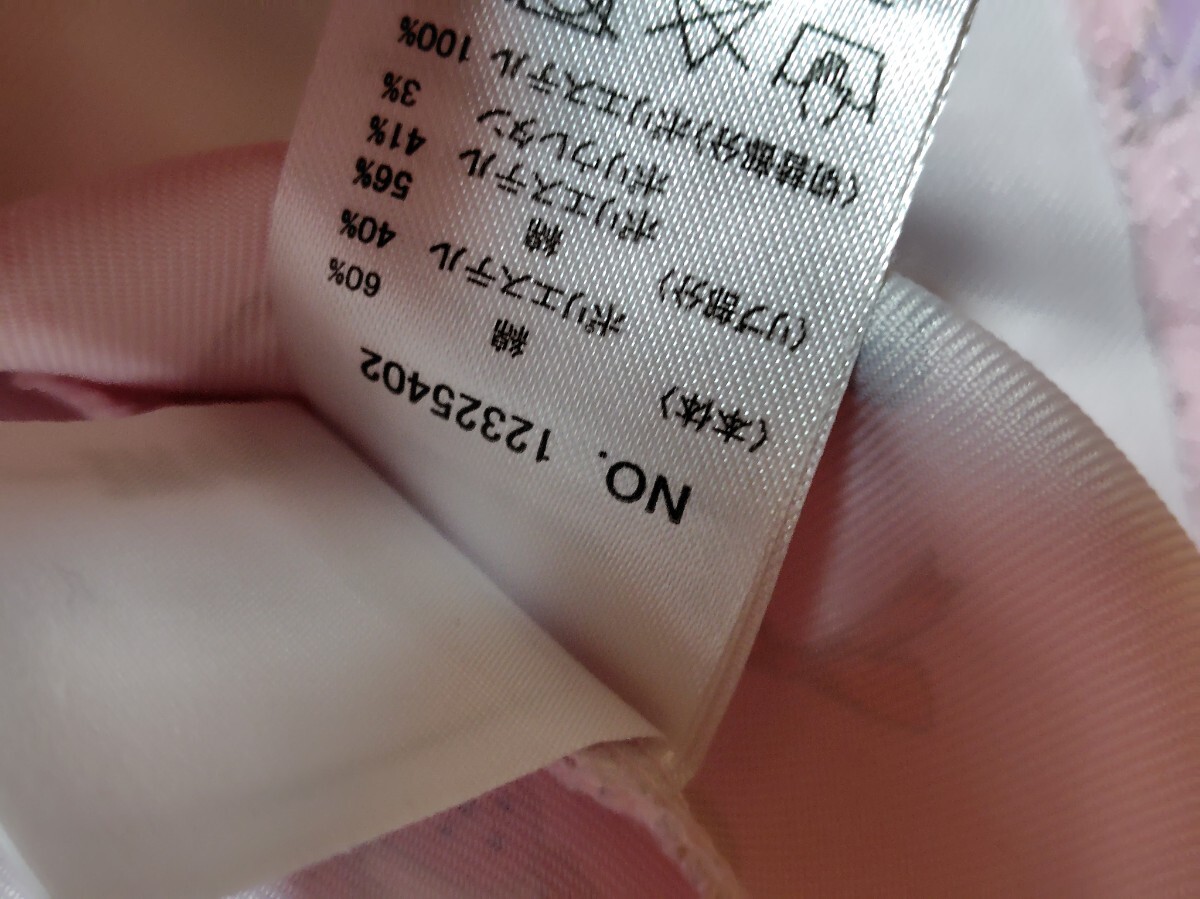 NO. 12325402
(本体)
綿 60%
ポリエステル 40%
(リブ部分)
綿 56%
ポリエステル 41%
ポリウレタン 3%
(切替部分)ポリエステル 100%